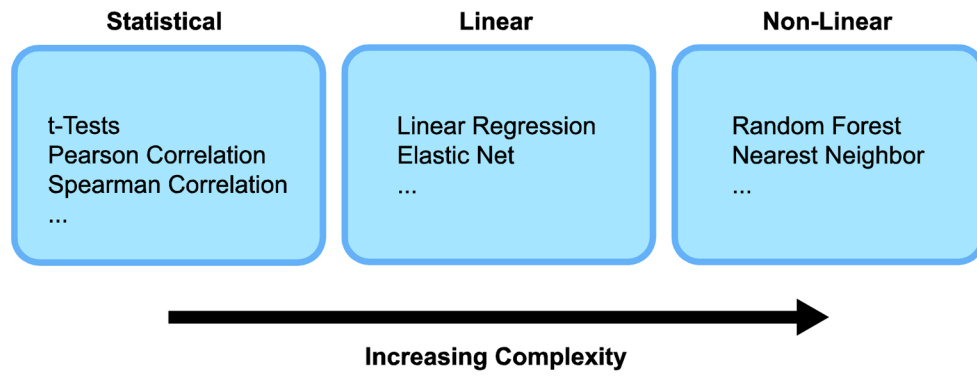 Statistical
Linear
Non-Linear
t-Tests
Pearson Correlation
Spearman Correlation
...
Linear Regression
Elastic Net
...
Random Forest
Nearest Neighbor
...
Increasing Complexity